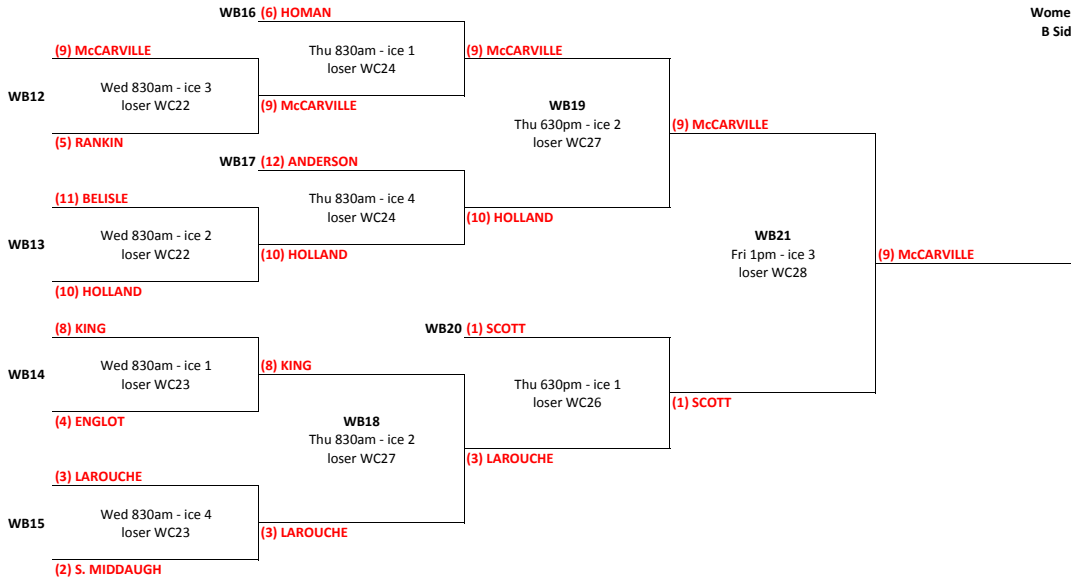 WB16 (6) HOMAN
Wome
B Sid
(9) McCARVILLE
Thu 830am - ice 1
loser WC24
(9) McCARVILLE
WB12
Wed 830am - ice 3
loser WC22
(9) McCARVILLE
WB19
Thu 630pm - ice 2
loser WC27
(9) McCARVILLE
(5) RANKIN
WB17 (12) ANDERSON
(11) BELISLE
Thu 830am - ice 4
loser WC24
(10) HOLLAND
WB13
Wed 830am - ice 2
loser WC22
(10) HOLLAND
WB21
Fri 1pm - ice 3
loser WC28
(9) McCARVILLE
(10) HOLLAND
(8) KING
WB20 (1) SCOTT
WB14
Wed 830am - ice 1
loser WC23
(8) KING
Thu 630pm - ice 1
loser WC26
(1) SCOTT
(4) ENGLOT
WB18
Thu 830am - ice 2
loser WC27
(3) LAROUCHE
(3) LAROUCHE
WB15
Wed 830am - ice 4
loser WC23
(3) LAROUCHE
(2) S. MIDDAUGH